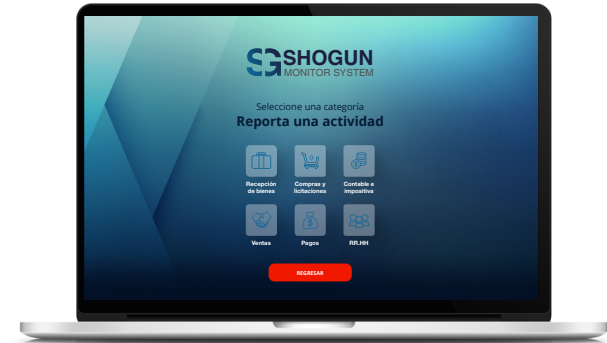 SG SHOGUN
MONITOR SYSTEM
Seleccione una categoría
Reporta una actividad
Recepción de bienes
Compras y licitaciones
Contable e impositiva
Ventas
Pagos
RR.HH
REGRESAR